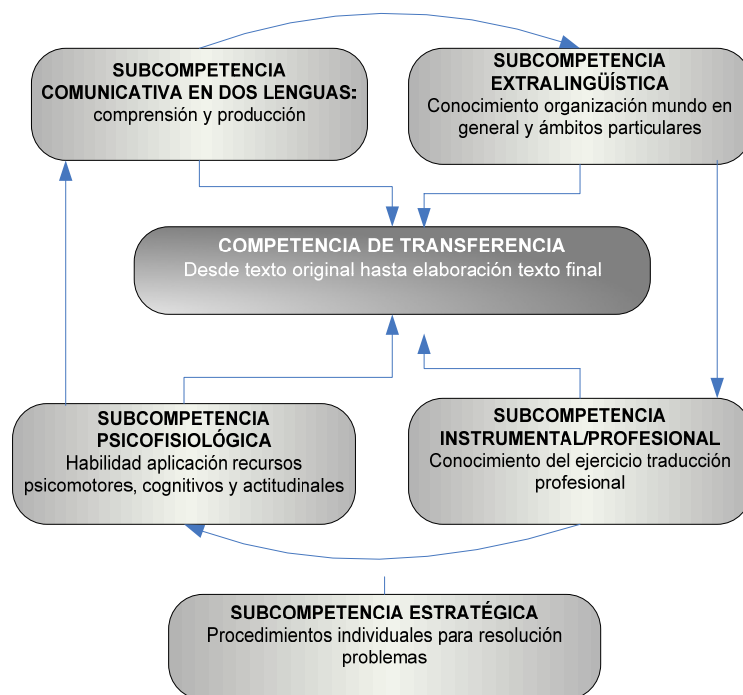 SUBCOMPETENCIA
COMUNICATIVA EN DOS LENGUAS:
comprensión y producción
SUBCOMPETENCIA
EXTRALINGÜÍSTICA
Conocimiento organización mundo en
general y ámbitos particulares
COMPETENCIA DE TRANSFERENCIA
Desde texto original hasta elaboración texto final
SUBCOMPETENCIA
PSICOFISIOLÓGICA
Habilidad aplicación recursos
psicomotores, cognitivos y actitudinales
SUBCOMPETENCIA
INSTRUMENTAL/PROFESIONAL
Conocimiento del ejercicio traducción
profesional
SUBCOMPETENCIA ESTRATÉGICA
Procedimientos individuales para resolución
problemas